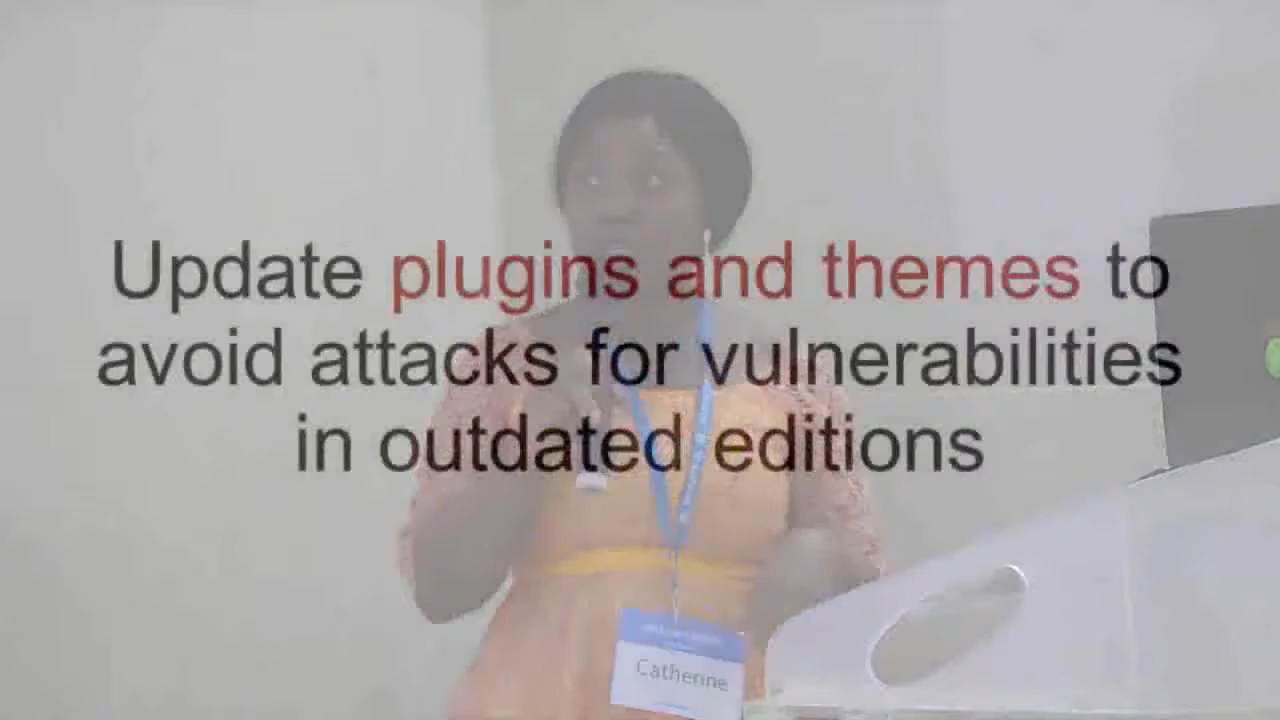 Update plugins and themes to
avoid attacks for vulnerabilities
in outdated editions
Catherine